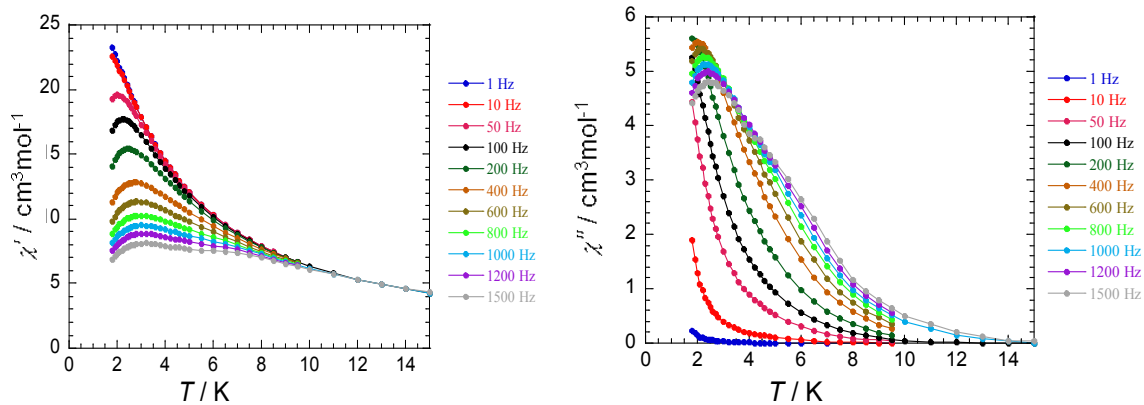 25
20
15
10
5
0
χ' / cm³mol⁻¹
0 2 4 6 8 10 12 14
T / K
1 Hz
10 Hz
50 Hz
100 Hz
200 Hz
400 Hz
600 Hz
800 Hz
1000 Hz
1200 Hz
1500 Hz
6
5
4
3
2
1
0
χ" / cm³mol⁻¹
0 2 4 6 8 10 12 14
T / K
1 Hz
10 Hz
50 Hz
100 Hz
200 Hz
400 Hz
600 Hz
800 Hz
1000 Hz
1200 Hz
1500 Hz